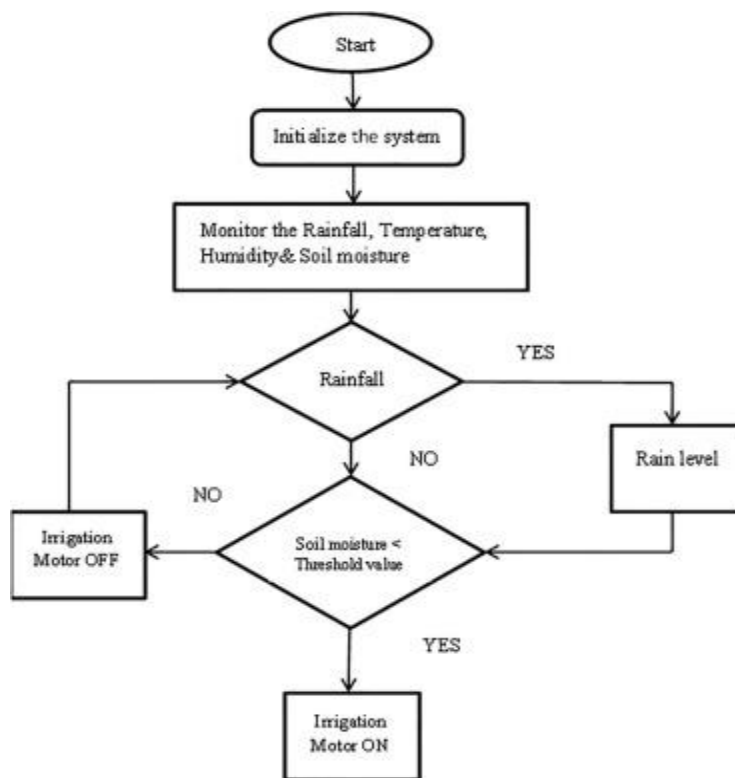 Start
Initialize the system
Monitor the Rainfall, Temperature,
Humidity& Soil moisture
YES
Rainfall
Rain level
NO
NO
Irrigation
Motor OFF
Soil moisture <
Threshold value
YES
Irrigation
Motor ON